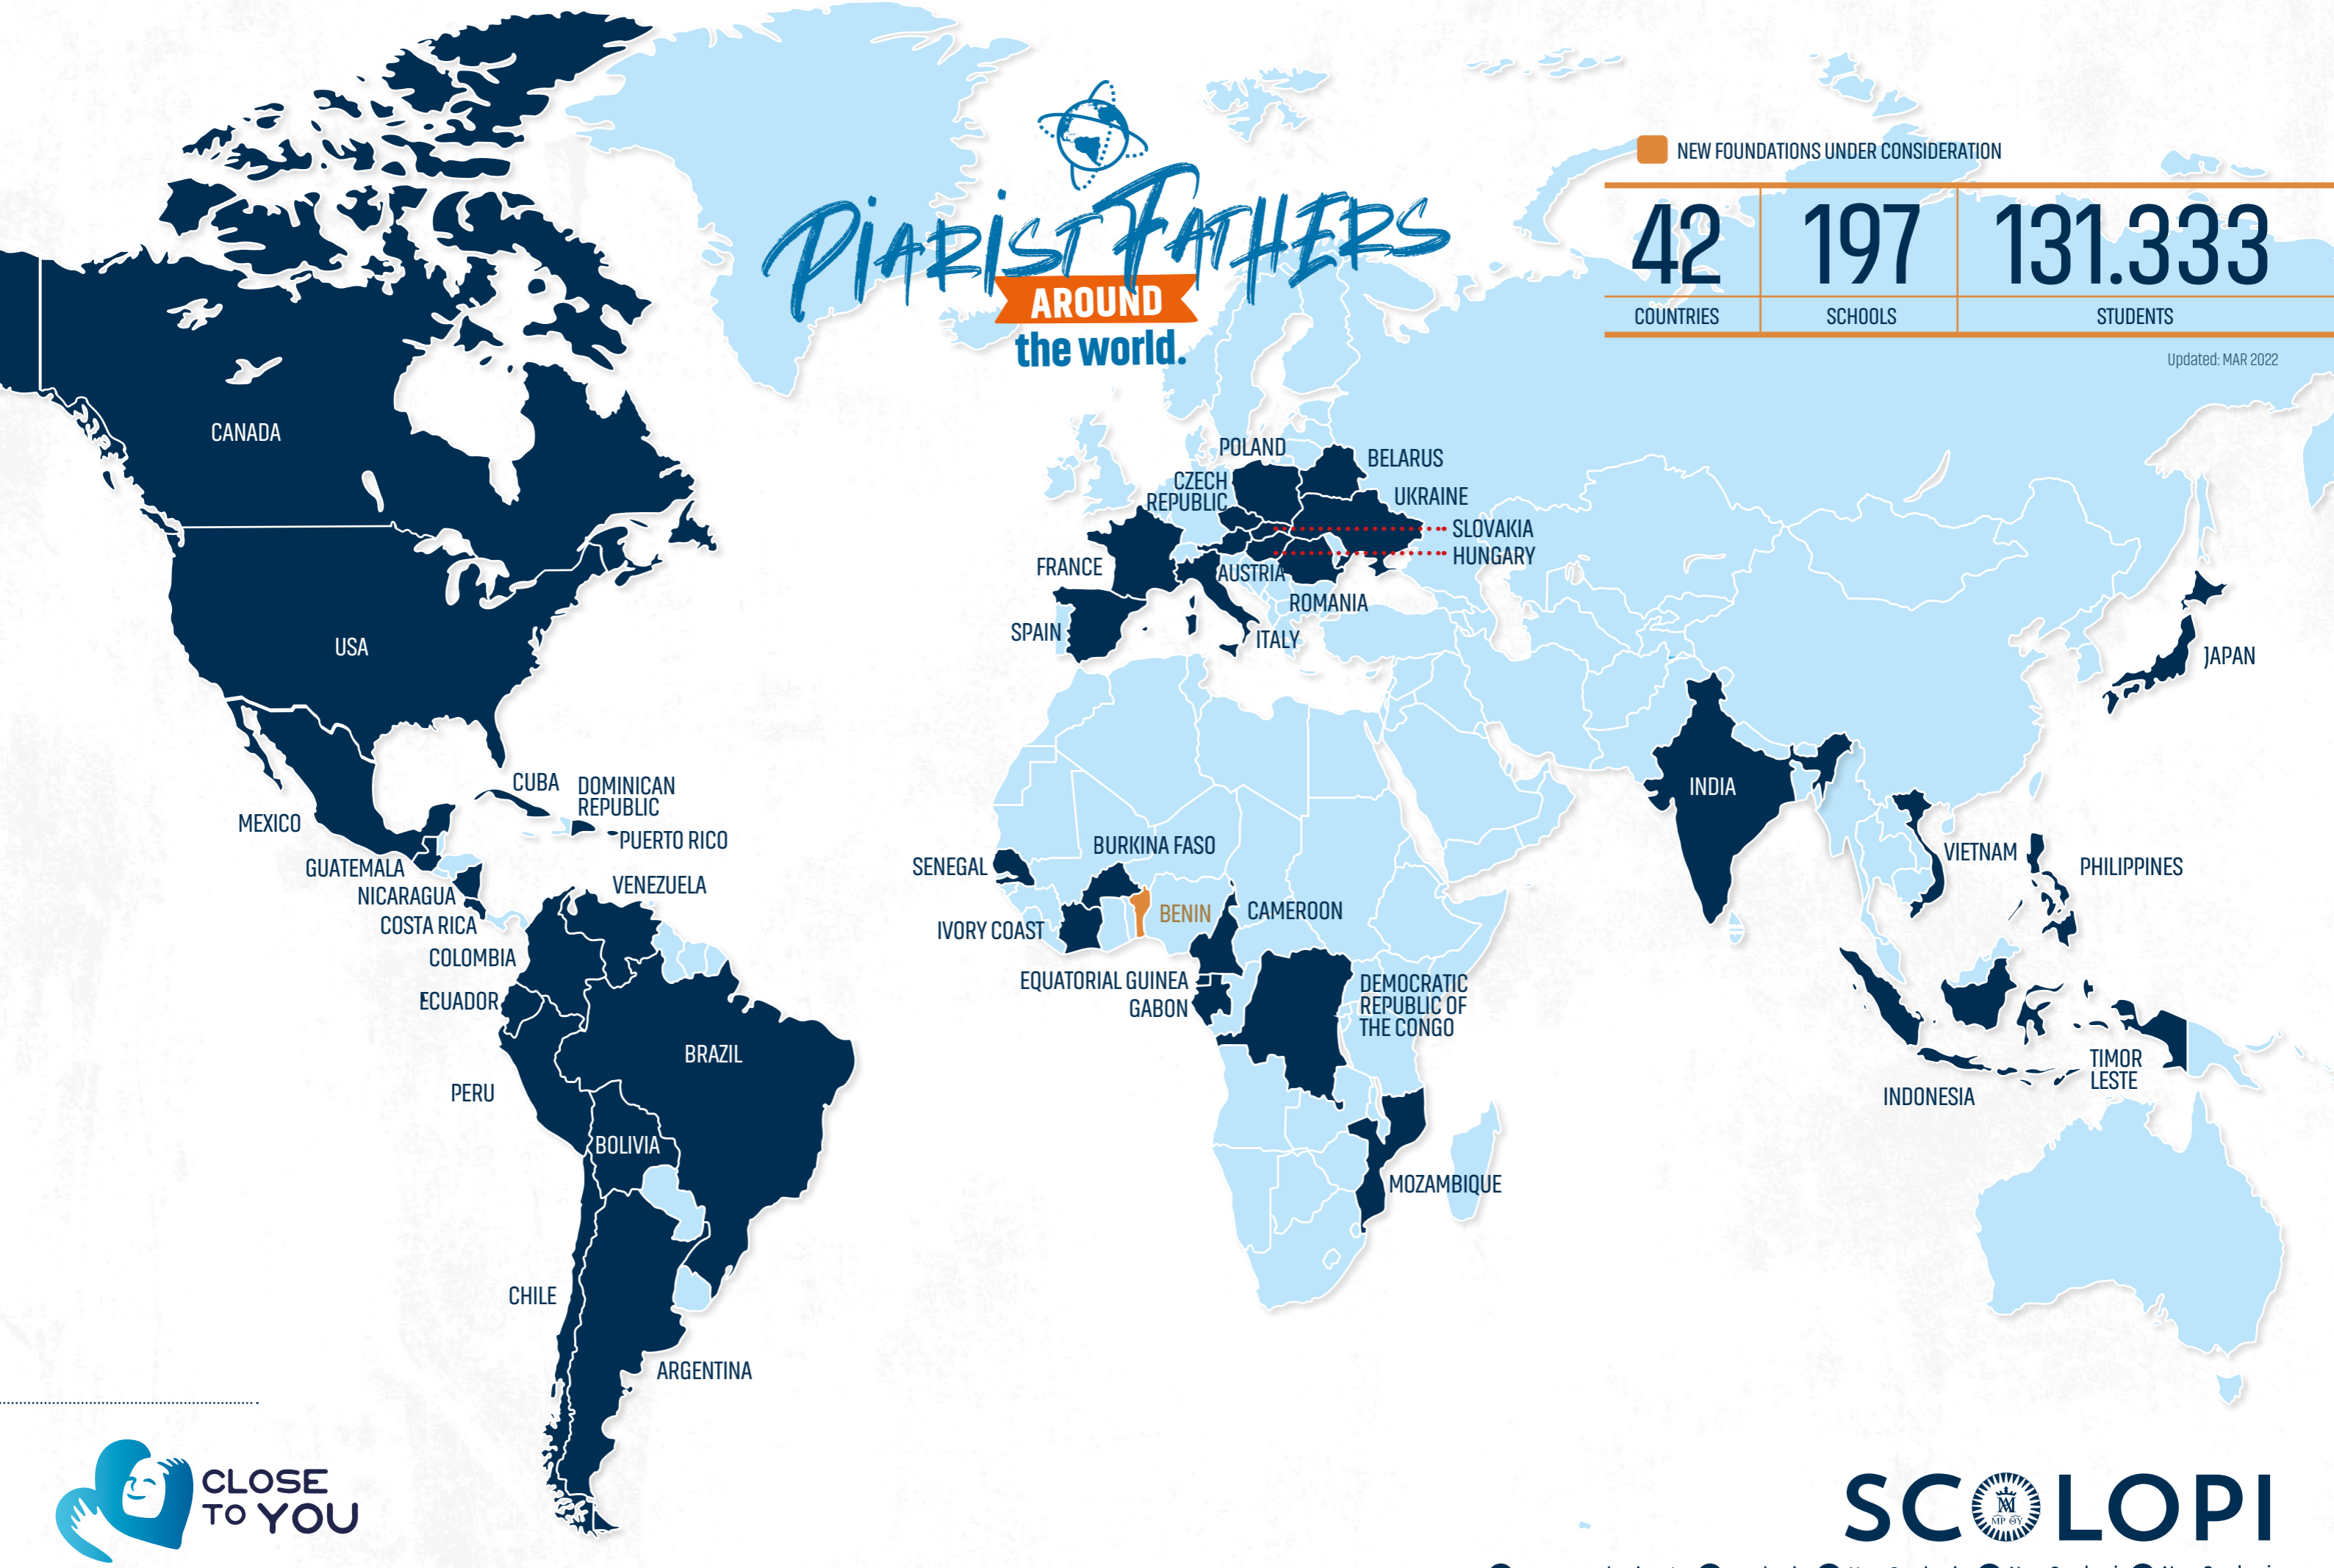 PIARIST FATHERS
AROUND
the world.
NEW FOUNDATIONS UNDER CONSIDERATION
42
197
131.333
COUNTRIES
SCHOOLS
STUDENTS
Updated: MAR 2022
CANADA
USA
MEXICO
CUBA
DOMINICAN
REPUBLIC
PUERTO RICO
GUATEMALA
NICARAGUA
COSTA RICA
VENEZUELA
COLOMBIA
ECUADOR
BRAZIL
PERU
BOLIVIA
CHILE
ARGENTINA
POLAND
BELARUS
CZECH
REPUBLIC
UKRAINE
SLOVAKIA
HUNGARY
FRANCE
AUSTRIA
ROMANIA
SPAIN
ITALY
SENEGAL
BURKINA FASO
IVORY COAST
BENIN
CAMEROON
EQUATORIAL GUINEA
GABON
DEMOCRATIC
REPUBLIC OF
THE CONGO
MOZAMBIQUE
INDIA
JAPAN
VIETNAM
PHILIPPINES
INDONESIA
TIMOR
LESTE
CLOSE
TO YOU
SCOLOPI